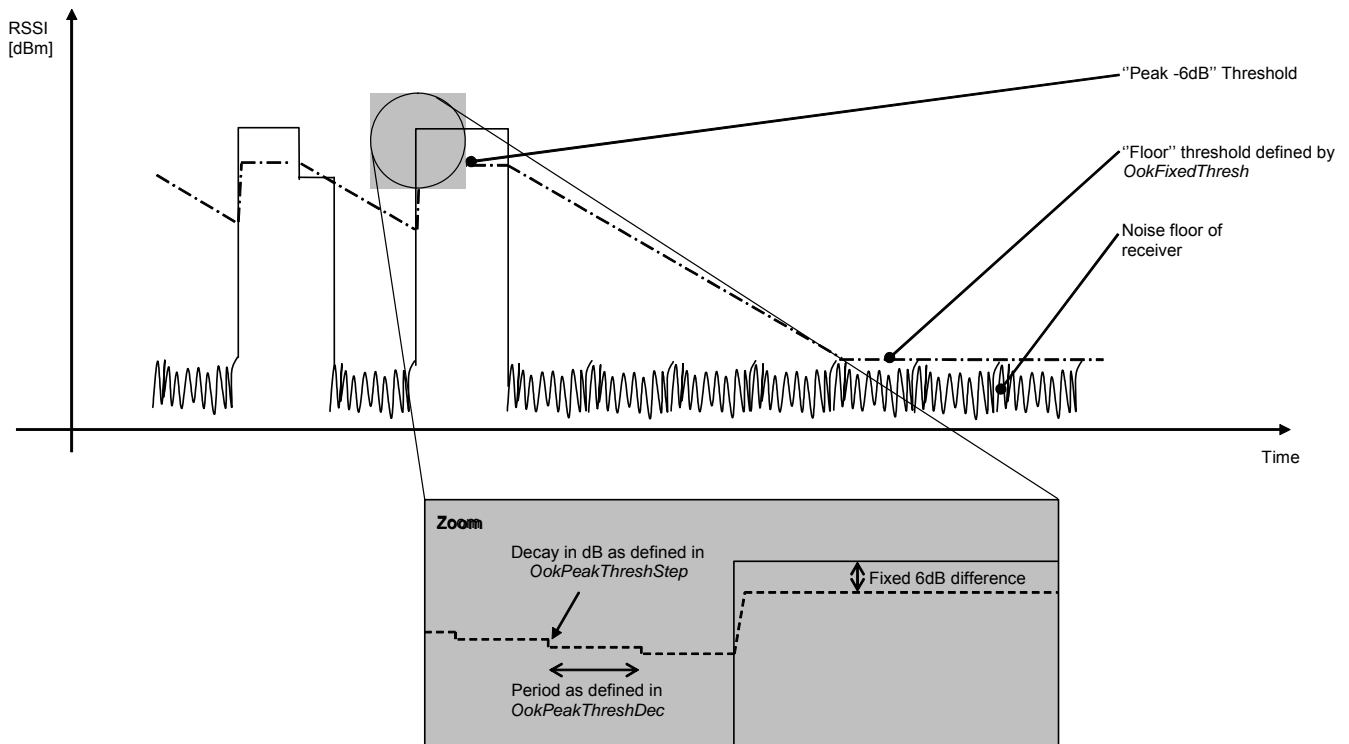 RSSI
[dBm]
‘’Peak -6dB’’ Threshold
‘’Floor’’ threshold defined by
OokFixedThresh
Noise floor of
receiver
Time
Zoom
Decay in dB as defined in
OokPeakThreshStep
Fixed 6dB difference
Period as defined in
OokPeakThreshDec